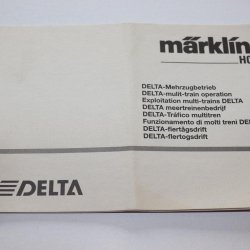 märklin
H0
DELTA-Mehrzugbetrieb
DELTA-mulit-train operation
Exploitation multi-trains DELTA
DELTA meertreinenbedrijf
DELTA-Tráfico multitren
Funzionamento di molti treni DE
DELTA-flertågsdrift
DELTA-flertogsdrift
DELTA